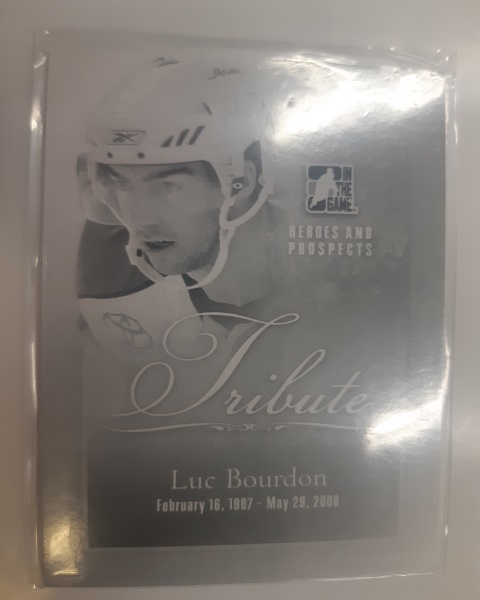 IN
THE
GAME
HEROES AND
PROSPECTS
Tribute
Luc Bourdon
February 16, 1987 - May 29, 2008